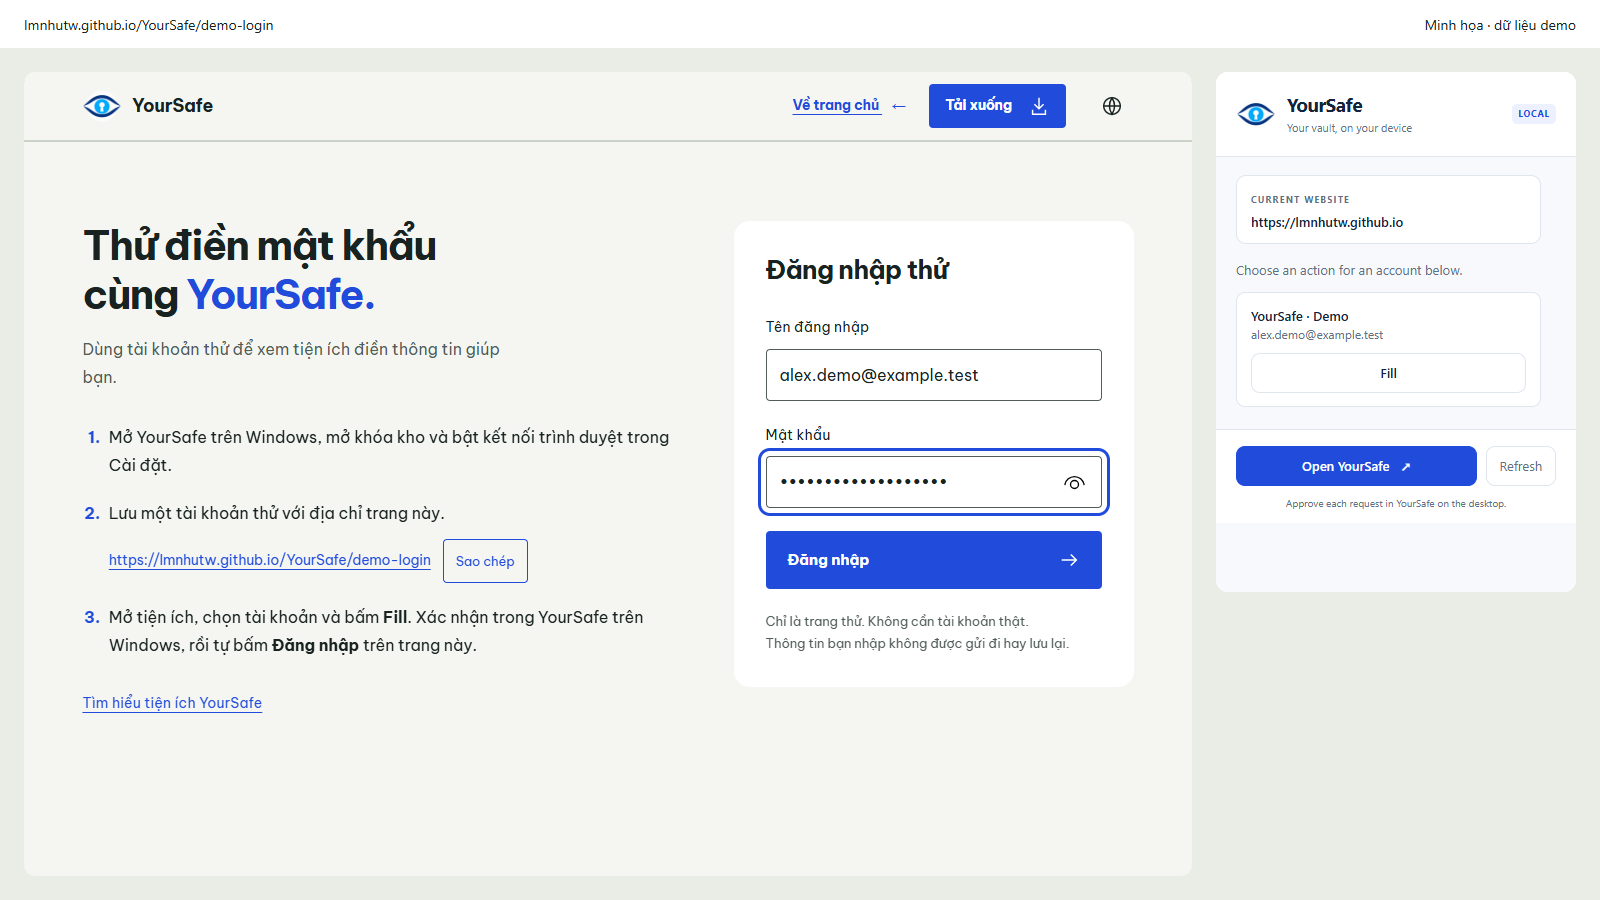 lmnhutw.github.io/YourSafe/demo-login
Minh họa · dữ liệu demo
YourSafe
Về trang chủ ←
Tải xuống
Thử điền mật khẩu
cùng YourSafe.
Dùng tài khoản thử để xem tiện ích điền thông tin giúp
bạn.
1. Mở YourSafe trên Windows, mở khóa kho và bật kết nối trình duyệt trong
Cài đặt.
2. Lưu một tài khoản thử với địa chỉ trang này.
https://lmnhutw.github.io/YourSafe/demo-login
Sao chép
3. Mở tiện ích, chọn tài khoản và bấm Fill. Xác nhận trong YourSafe trên
Windows, rồi tự bấm Đăng nhập trên trang này.
Tìm hiểu tiện ích YourSafe
Đăng nhập thử
Tên đăng nhập
alex.demo@example.test
Mật khẩu
•••••••••••••••••••
Đăng nhập →
Chỉ là trang thử. Không cần tài khoản thật.
Thông tin bạn nhập không được gửi đi hay lưu lại.
YourSafe
Your vault, on your device
LOCAL
CURRENT WEBSITE
https://lmnhutw.github.io
Choose an action for an account below.
YourSafe · Demo
alex.demo@example.test
Fill
Open YourSafe ↗
Refresh
Approve each request in YourSafe on the desktop.